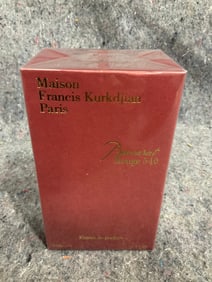 Maison
Francis Kurkdjian
Paris
Baccarat
Rouge 540
Extrait de parfum